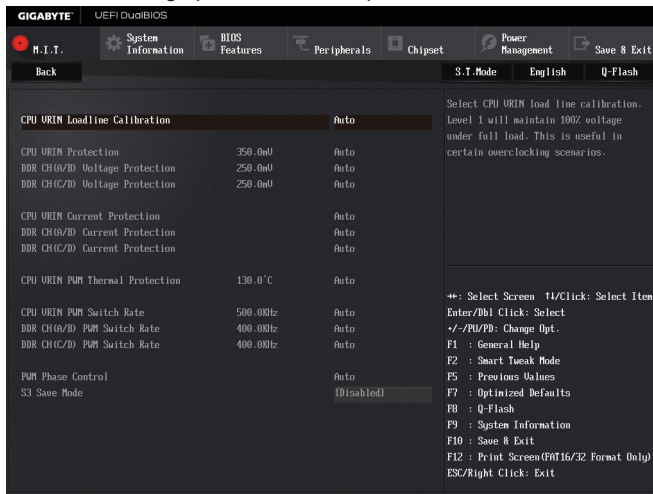 GIGABYTE™ UEFI DualBIOS
M.I.T. System Information BIOS Features Peripherals Chipset Power Management Save & Exit
Back S.T.Mode English Q-Flash
CPU VRIN Loadline Calibration Auto
CPU VRIN Protection 350.0mV Auto
DDR CH(A/B) Voltage Protection 250.0mV Auto
DDR CH(C/D) Voltage Protection 250.0mV Auto
CPU VRIN Current Protection Auto
DDR CH(A/B) Current Protection Auto
DDR CH(C/D) Current Protection Auto
CPU VRIN PWM Thermal Protection 130.0°C Auto
CPU VRIN PWM Switch Rate 500.0KHz Auto
DDR CH(A/B) PWM Switch Rate 400.0KHz Auto
DDR CH(C/D) PWM Switch Rate 400.0KHz Auto
PWM Phase Control Auto
S3 Save Mode [Disabled]
Select CPU VRIN load line calibration.
Level 1 will maintain 100% voltage
under full load. This is useful in
certain overclocking scenarios.
→←: Select Screen ↑↓/Click: Select Item
Enter/Dbl Click: Select
+/-/PU/PD: Change Opt.
F1 : General Help
F2 : Smart Tweak Mode
F5 : Previous Values
F7 : Optimized Defaults
F8 : Q-Flash
F9 : System Information
F10 : Save & Exit
F12 : Print Screen(FAT16/32 Format Only)
ESC/Right Click: Exit